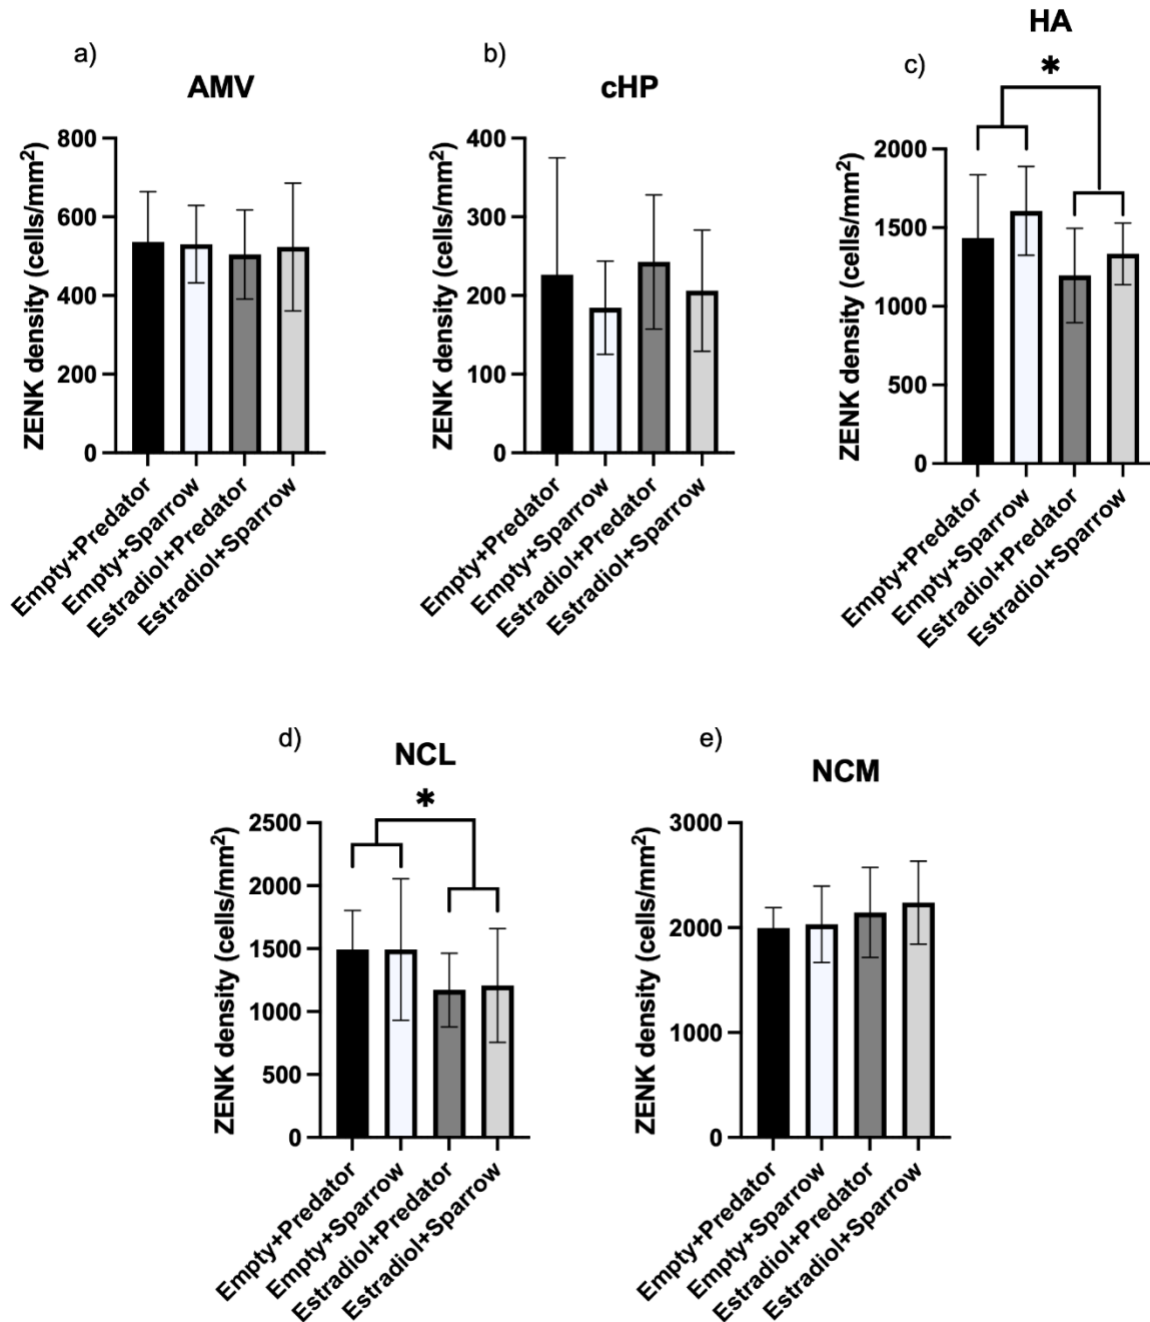 a)
AMV
ZENK density (cells/mm²)
800
600
400
200
0
Empty+Predator
Empty+Sparrow
Estradiol+Predator
Estradiol+Sparrow
b)
cHP
ZENK density (cells/mm²)
400
300
200
100
0
Empty+Predator
Empty+Sparrow
Estradiol+Predator
Estradiol+Sparrow
c)
HA
*
ZENK density (cells/mm²)
2000
1500
1000
500
0
Empty+Predator
Empty+Sparrow
Estradiol+Predator
Estradiol+Sparrow
d)
NCL
*
ZENK density (cells/mm²)
2500
2000
1500
1000
500
0
Empty+Predator
Empty+Sparrow
Estradiol+Predator
Estradiol+Sparrow
e)
NCM
ZENK density (cells/mm²)
3000
2000
1000
0
Empty+Predator
Empty+Sparrow
Estradiol+Predator
Estradiol+Sparrow